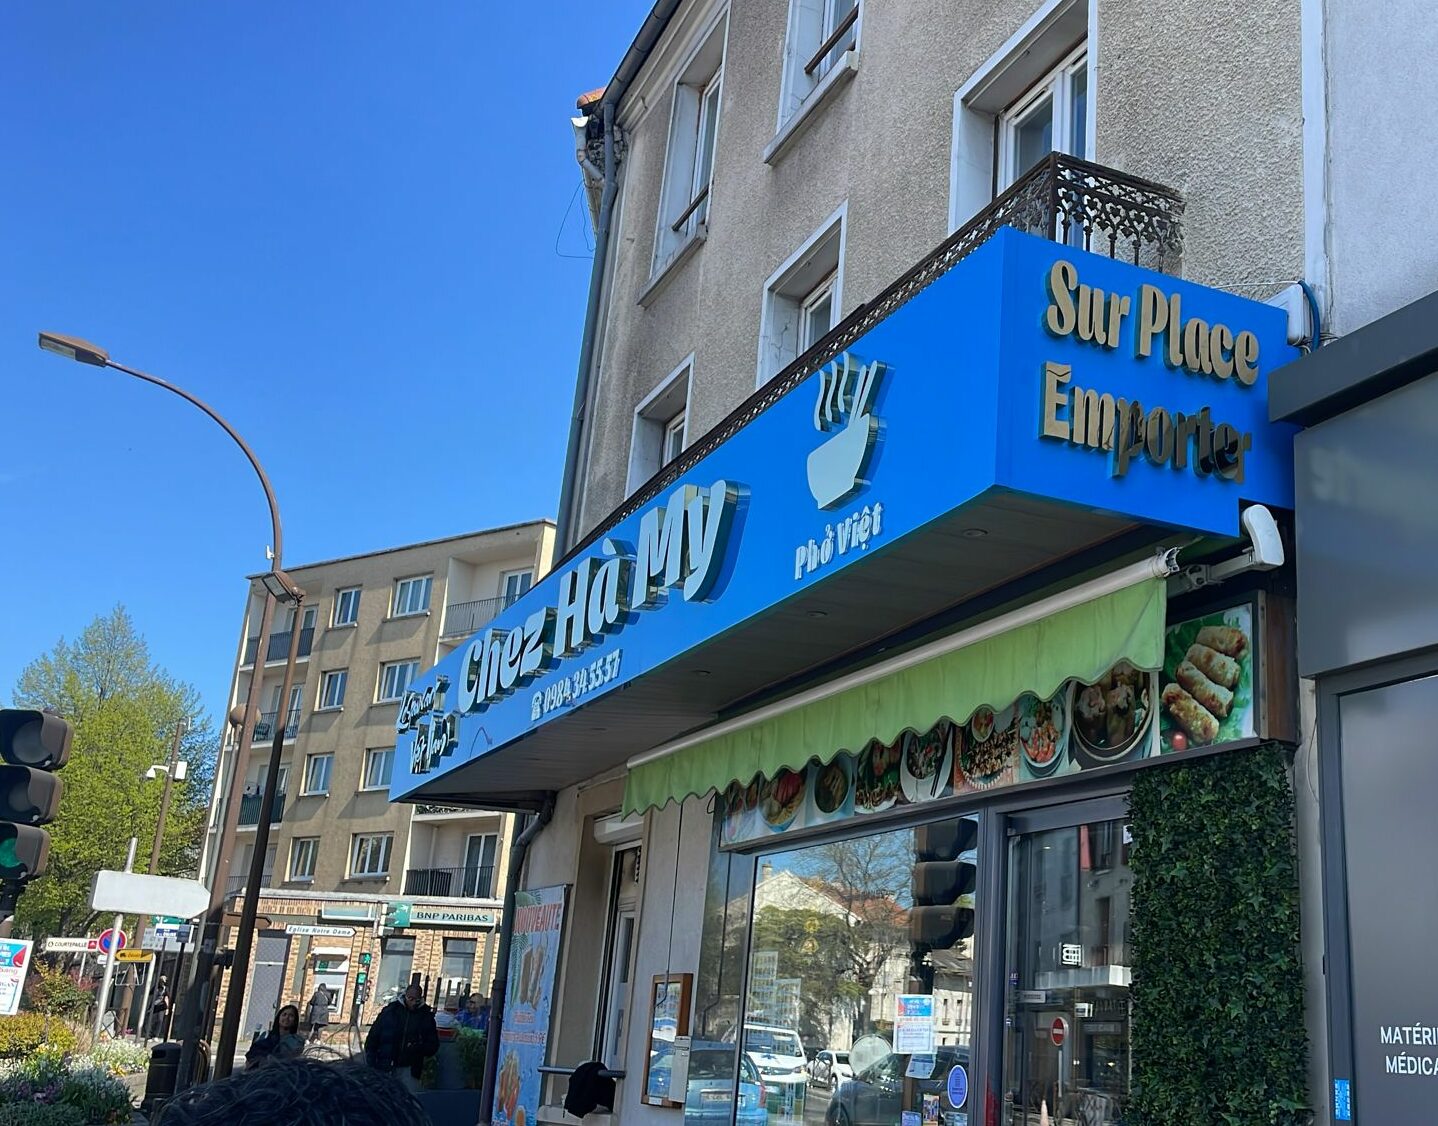 Sur Place
Emporter
Chez Hà My
0984 34 55 57
Phở Việt
BNP PARIBAS
Eglise Notre Dame
COURTEPAILLE
NOUVEAUTÉ
MATÉRI
MÉDICA